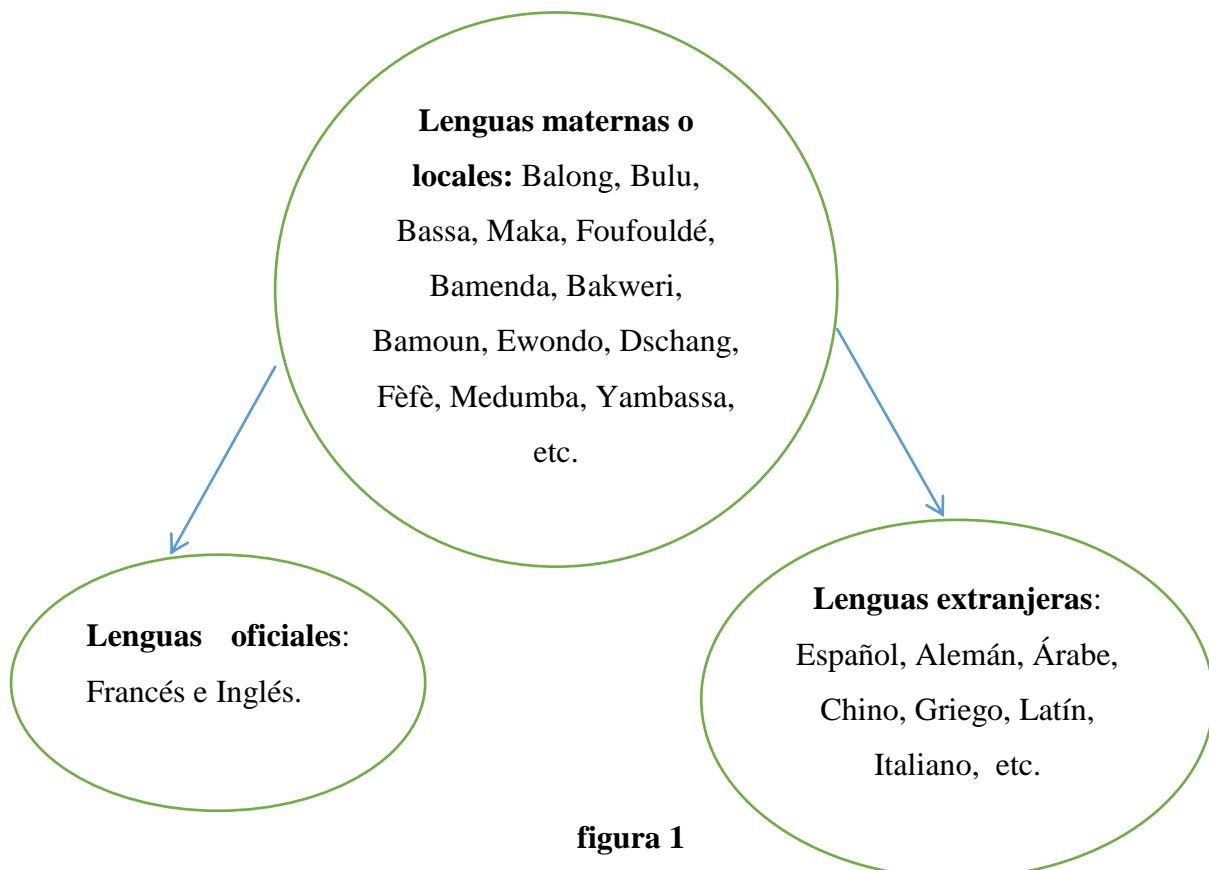 Lenguas maternas o
locales: Balong, Bulu,
Bassa, Maka, Foufouldé,
Bamenda, Bakweri,
Bamoun, Ewondo, Dschang,
Fèfè, Medumba, Yambassa,
etc.
Lenguas oficiales:
Francés e Inglés.
Lenguas extranjeras:
Español, Alemán, Árabe,
Chino, Griego, Latín,
Italiano, etc.
figura 1